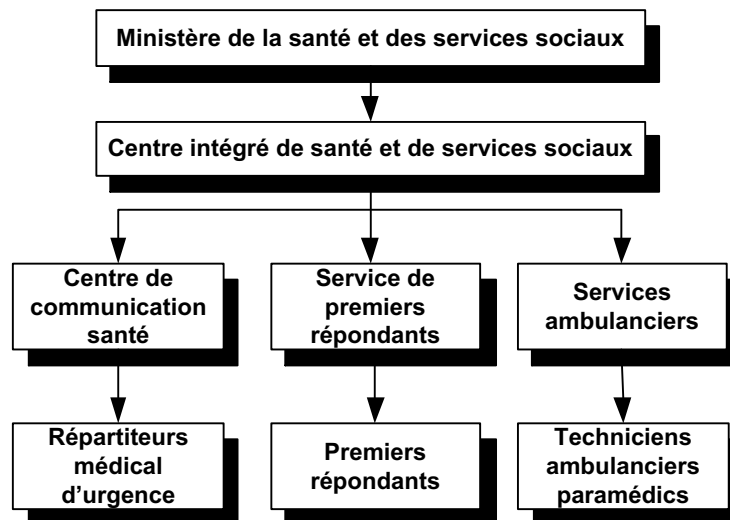 Ministère de la santé et des services sociaux
Centre intégré de santé et de services sociaux
Centre de
communication
santé
Service de
premiers
répondants
Services
ambulanciers
Répartiteurs
médical
d'urgence
Premiers
répondants
Techniciens
ambulanciers
paramédics